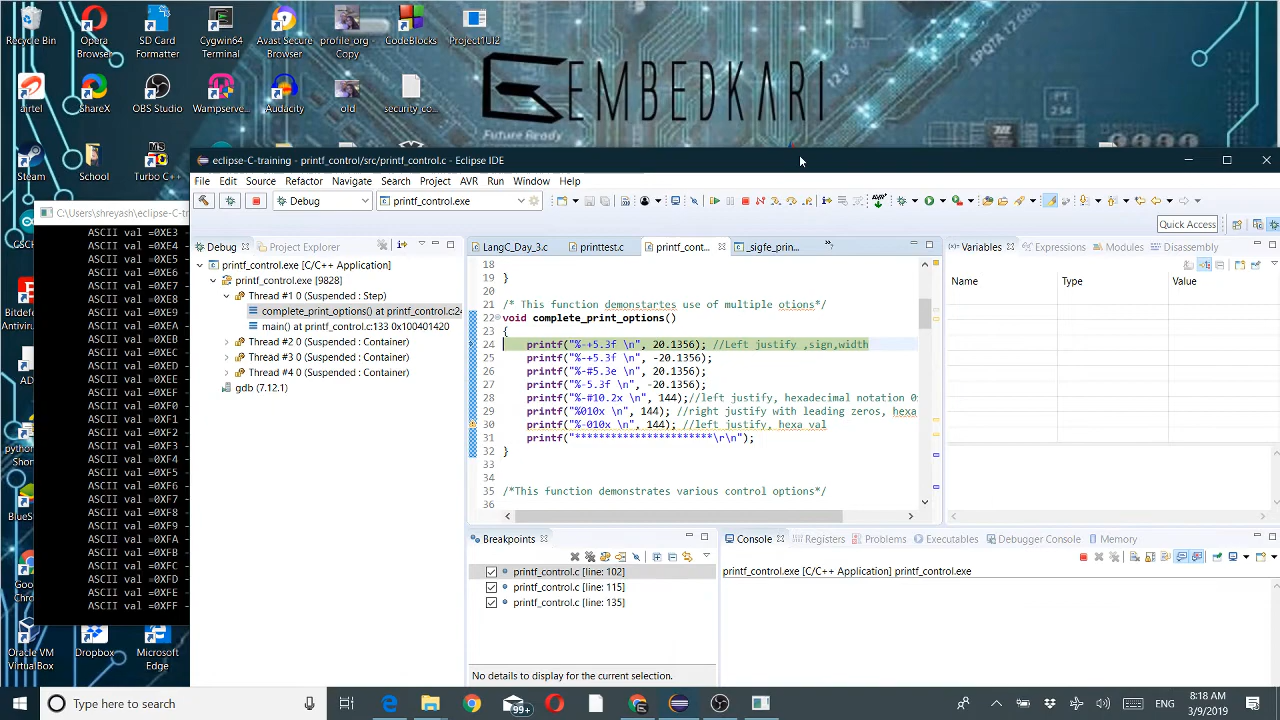 Recycle Bin
Opera Browser
SD Card Formatter
Cygwin64 Terminal
Avast Secure Browser
profile_org - Copy
CodeBlocks
Project1UI2
EMBEDKARI
Future Ready
12 V
airtel
ShareX
OBS Studio
Wampserve...
Audacity
old
security_co...
Steam
School
Turbo C++
eclipse-C-training - printf_control/src/printf_control.c - Eclipse IDE
File Edit Source Refactor Navigate Search Project AVR Run Window Help
Debug
printf_control.exe
Quick Access
C:\Users\shreyash\eclipse-C-tr
ASCII val =0XE3 -
ASCII val =0XE4 -
ASCII val =0XE5 -
ASCII val =0XE6 -
ASCII val =0XE7 -
ASCII val =0XE8 -
ASCII val =0XE9 -
ASCII val =0XEA -
ASCII val =0XEB -
ASCII val =0XEC -
ASCII val =0XED -
ASCII val =0XEE -
ASCII val =0XEF -
ASCII val =0XF0 -
ASCII val =0XF1 -
ASCII val =0XF2 -
ASCII val =0XF3 -
ASCII val =0XF4 -
ASCII val =0XF5 -
ASCII val =0XF6 -
ASCII val =0XF7 -
ASCII val =0XF8 -
ASCII val =0XF9 -
ASCII val =0XFA -
ASCII val =0XFB -
ASCII val =0XFC -
ASCII val =0XFD -
ASCII val =0XFE -
ASCII val =0XFF -
Debug Project Explorer
printf_control.exe [C/C++ Application]
printf_control.exe [9828]
Thread #1 0 (Suspended : Step)
complete_print_options() at printf_control.c:2
main() at printf_control.c:133 0x100401420
Thread #2 0 (Suspended : Container)
Thread #3 0 (Suspended : Container)
Thread #4 0 (Suspended : Container)
gdb (7.12.1)
LangC_Day_3.c printtest.c printf_cont... _sigfe_prin...
18
19 }
20
21 /* This function demonstartes use of multiple otions*/
22 void complete_print_options()
23 {
24 printf("%-+5.3f \n", 20.1356); //Left justify ,sign,width
25 printf("%-+5.3f \n", -20.1356);
26 printf("%-#5.3e \n", 20.1356);
27 printf("%-5.3f \n", -20.1356);
28 printf("%-#10.2x \n", 144);//left justify, hexadecimal notation 0
29 printf("%010x \n", 144); //right justify with leading zeros, hexa
30 printf("%-010x \n", 144); //left justify, hexa val
31 printf("***********************\r\n");
32 }
33
34
35 /*This function demonstrates various control options*/
36
Variables Expressions Modules Disassembly
Name Type Value
Breakpoints
printf_control.c [line: 102]
printf_control.c [line: 115]
printf_control.c [line: 135]
No details to display for the current selection.
Console Registers Problems Executables Debugger Console Memory
printf_control.exe [C/C++ Application] printf_control.exe
Oracle VM Virtual Box
Dropbox
Microsoft Edge
Type here to search
99+
ENG
8:18 AM
3/9/2019